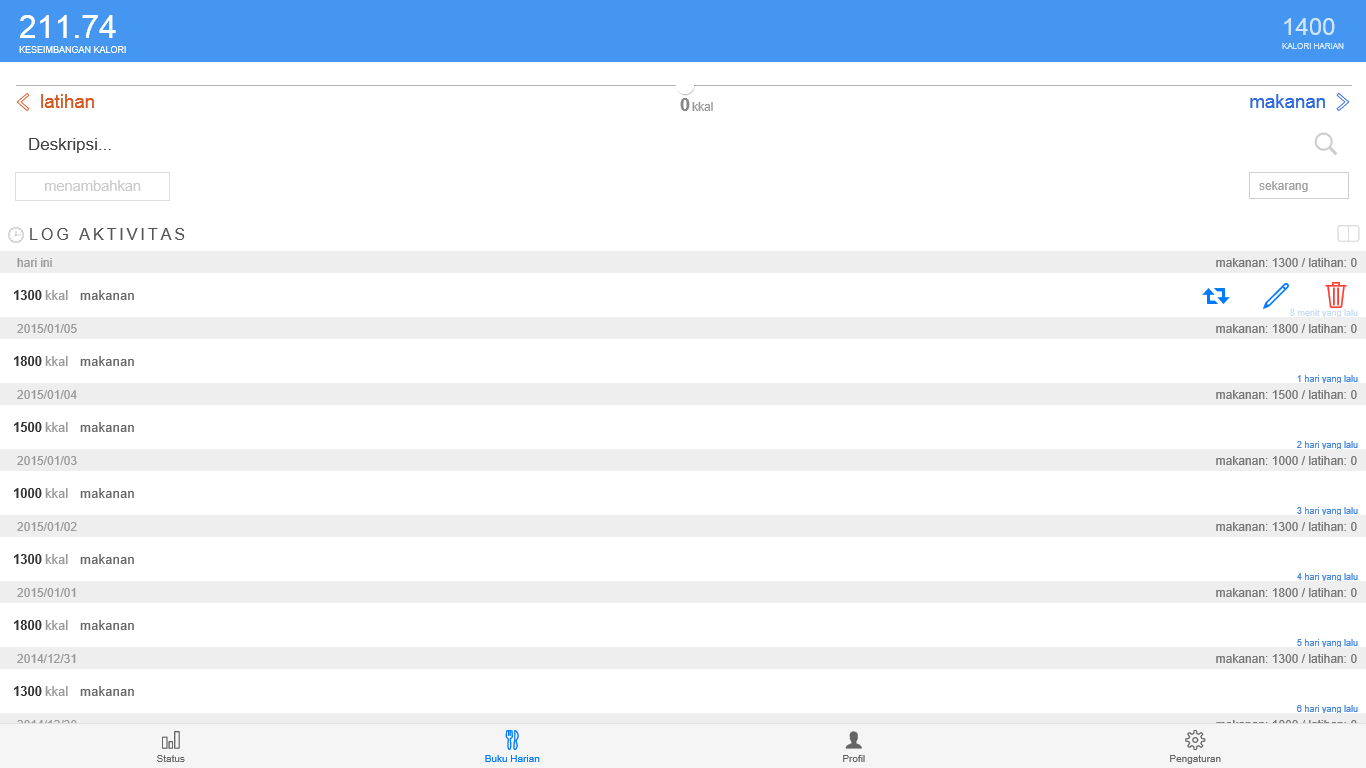 211.74
KESEIMBANGAN KALORI
1400
KALORI HARIAN
latihan
0 kkal
makanan
Deskripsi...
menambahkan
sekarang
LOG AKTIVITAS
hari ini makanan: 1300 / latihan: 0
1300 kkal makanan
8 menit yang lalu
2015/01/05 makanan: 1800 / latihan: 0
1800 kkal makanan
1 hari yang lalu
2015/01/04 makanan: 1500 / latihan: 0
1500 kkal makanan
2 hari yang lalu
2015/01/03 makanan: 1000 / latihan: 0
1000 kkal makanan
3 hari yang lalu
2015/01/02 makanan: 1300 / latihan: 0
1300 kkal makanan
4 hari yang lalu
2015/01/01 makanan: 1800 / latihan: 0
1800 kkal makanan
5 hari yang lalu
2014/12/31 makanan: 1300 / latihan: 0
1300 kkal makanan
6 hari yang lalu
Status
Buku Harian
Profil
Pengaturan